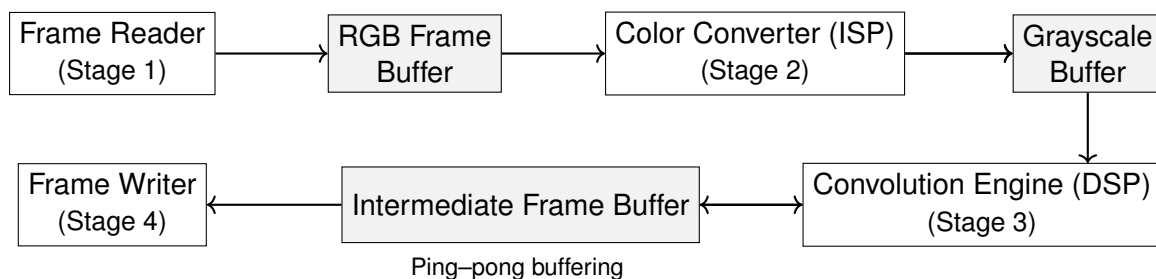 Frame Reader
(Stage 1)
RGB Frame
Buffer
Color Converter (ISP)
(Stage 2)
Grayscale
Buffer
Frame Writer
(Stage 4)
Intermediate Frame Buffer
Convolution Engine (DSP)
(Stage 3)
Ping–pong buffering